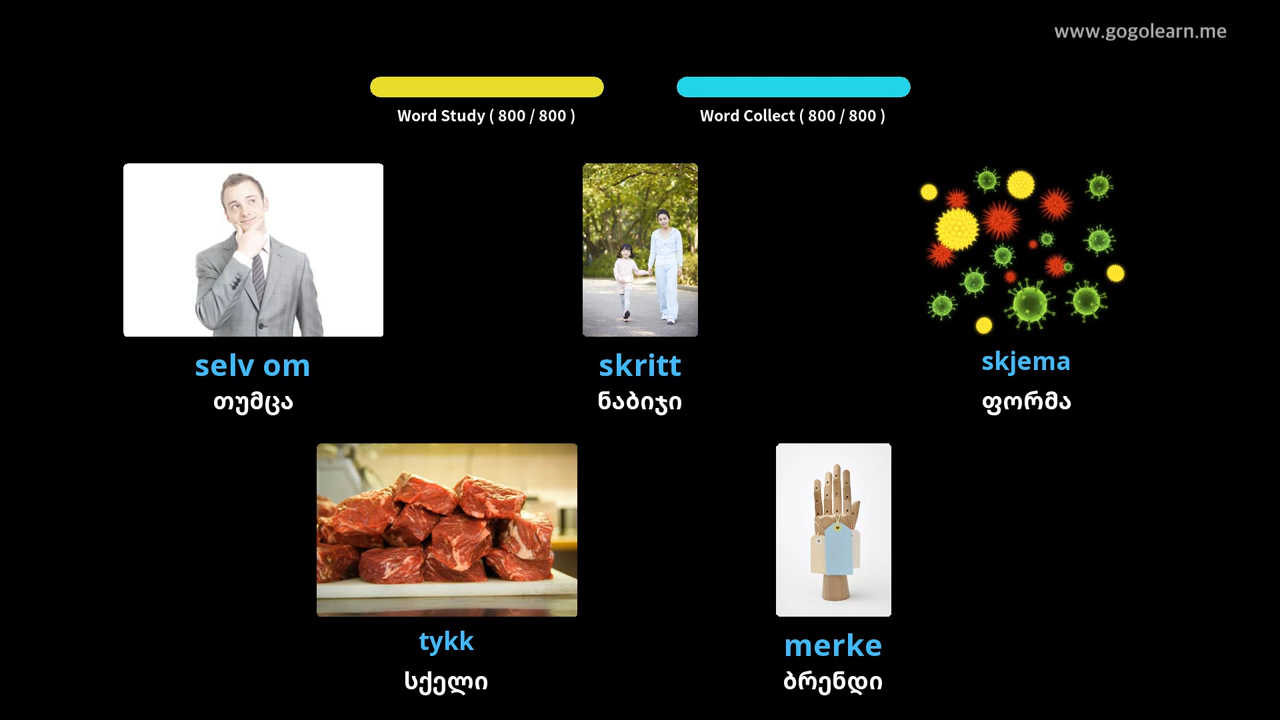 www.gogolearn.me
Word Study ( 800 / 800 )
Word Collect ( 800 / 800 )
selv om
skritt
skjema
თუმცა
ნაბიჯი
ფორმა
tykk
merke
სქელი
ბრენდი